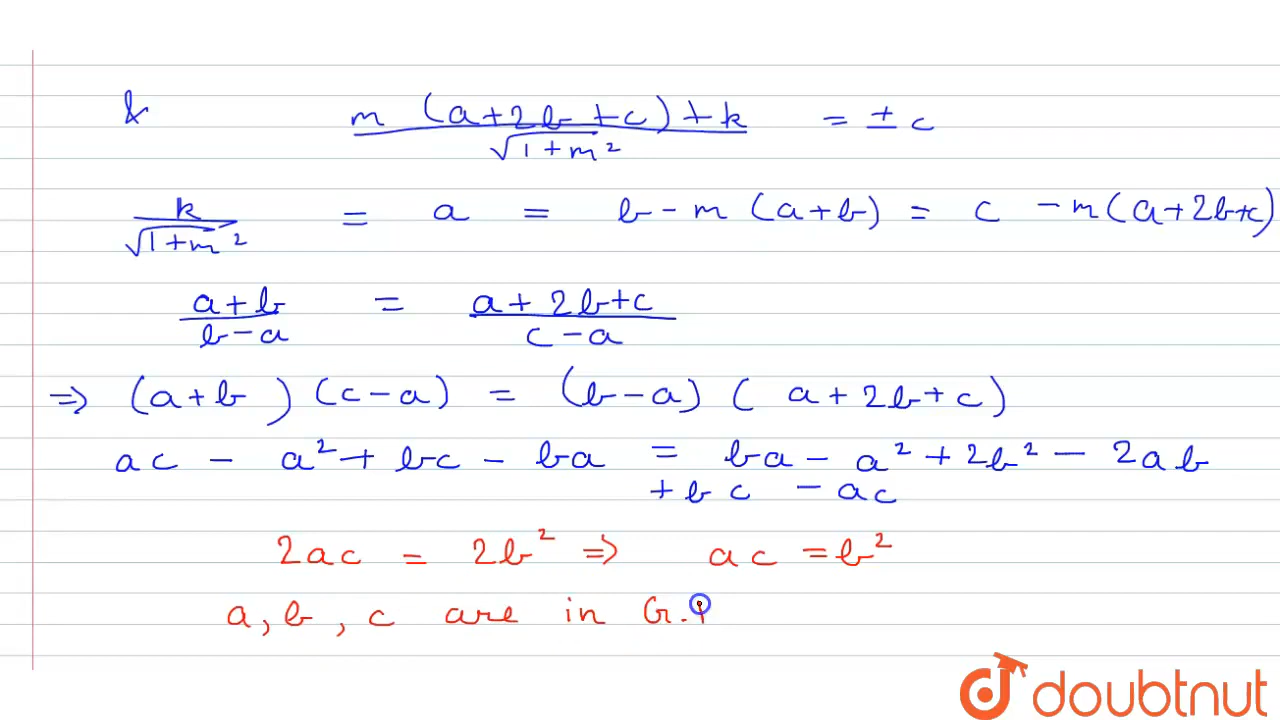 & m (a+2b+c)+k / √1+m² = ± c
k / √1+m² = a = b - m (a+b) = c - m(a+2b+c)
a+b / b-a = a+2b+c / c-a
⇒ (a+b) (c-a) = (b-a) (a+2b+c)
ac - a² + bc - ba = ba - a² + 2b² - 2ab
+ bc - ac
2ac = 2b² ⇒ ac = b²
a, b, c are in G.P
doubtnut